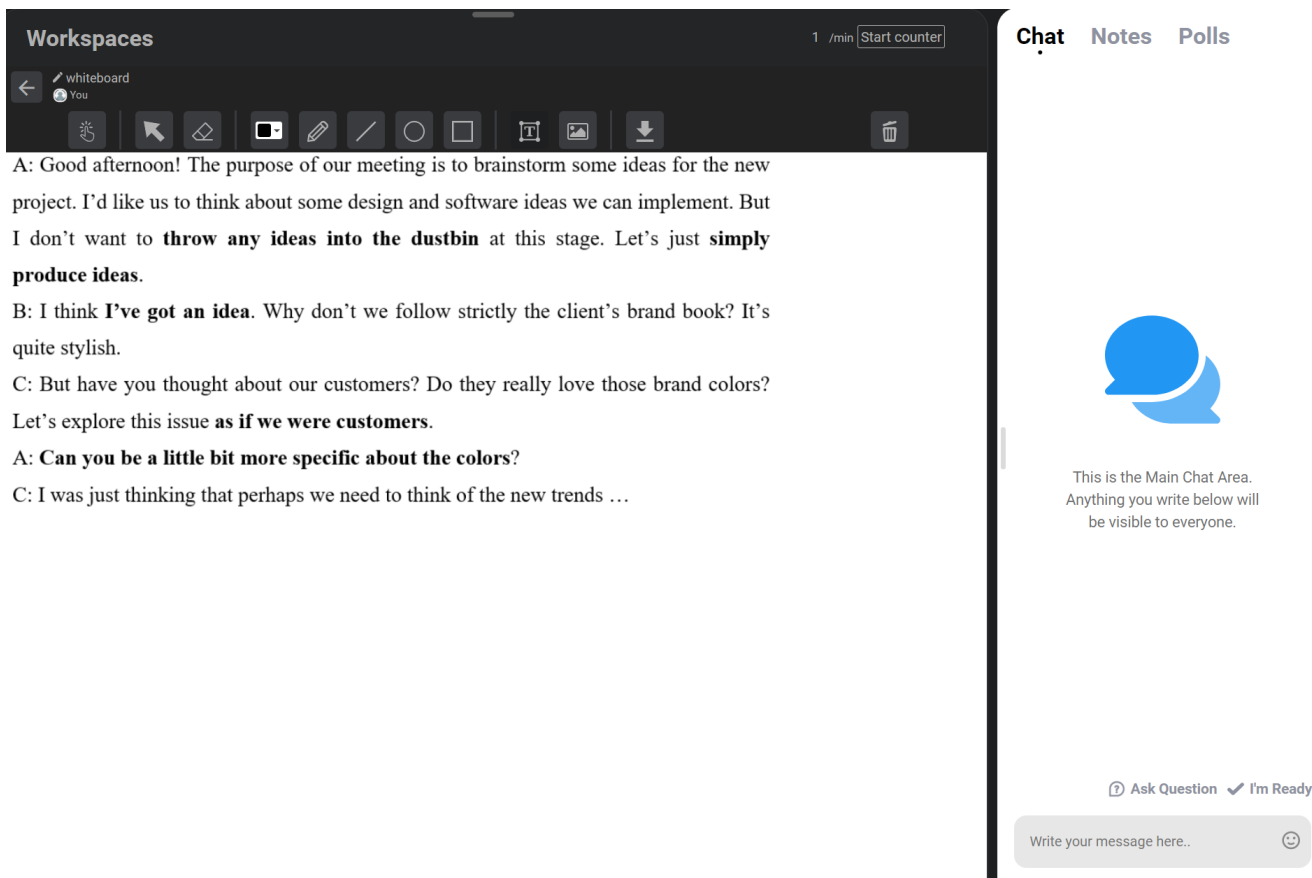 Workspaces
1 /min Start counter
whiteboard
You
A: Good afternoon! The purpose of our meeting is to brainstorm some ideas for the new
project. I’d like us to think about some design and software ideas we can implement. But
I don’t want to throw any ideas into the dustbin at this stage. Let’s just simply
produce ideas.
B: I think I’ve got an idea. Why don’t we follow strictly the client’s brand book? It’s
quite stylish.
C: But have you thought about our customers? Do they really love those brand colors?
Let’s explore this issue as if we were customers.
A: Can you be a little bit more specific about the colors?
C: I was just thinking that perhaps we need to think of the new trends …
Chat Notes Polls
This is the Main Chat Area.
Anything you write below will
be visible to everyone.
Ask Question I'm Ready
Write your message here..